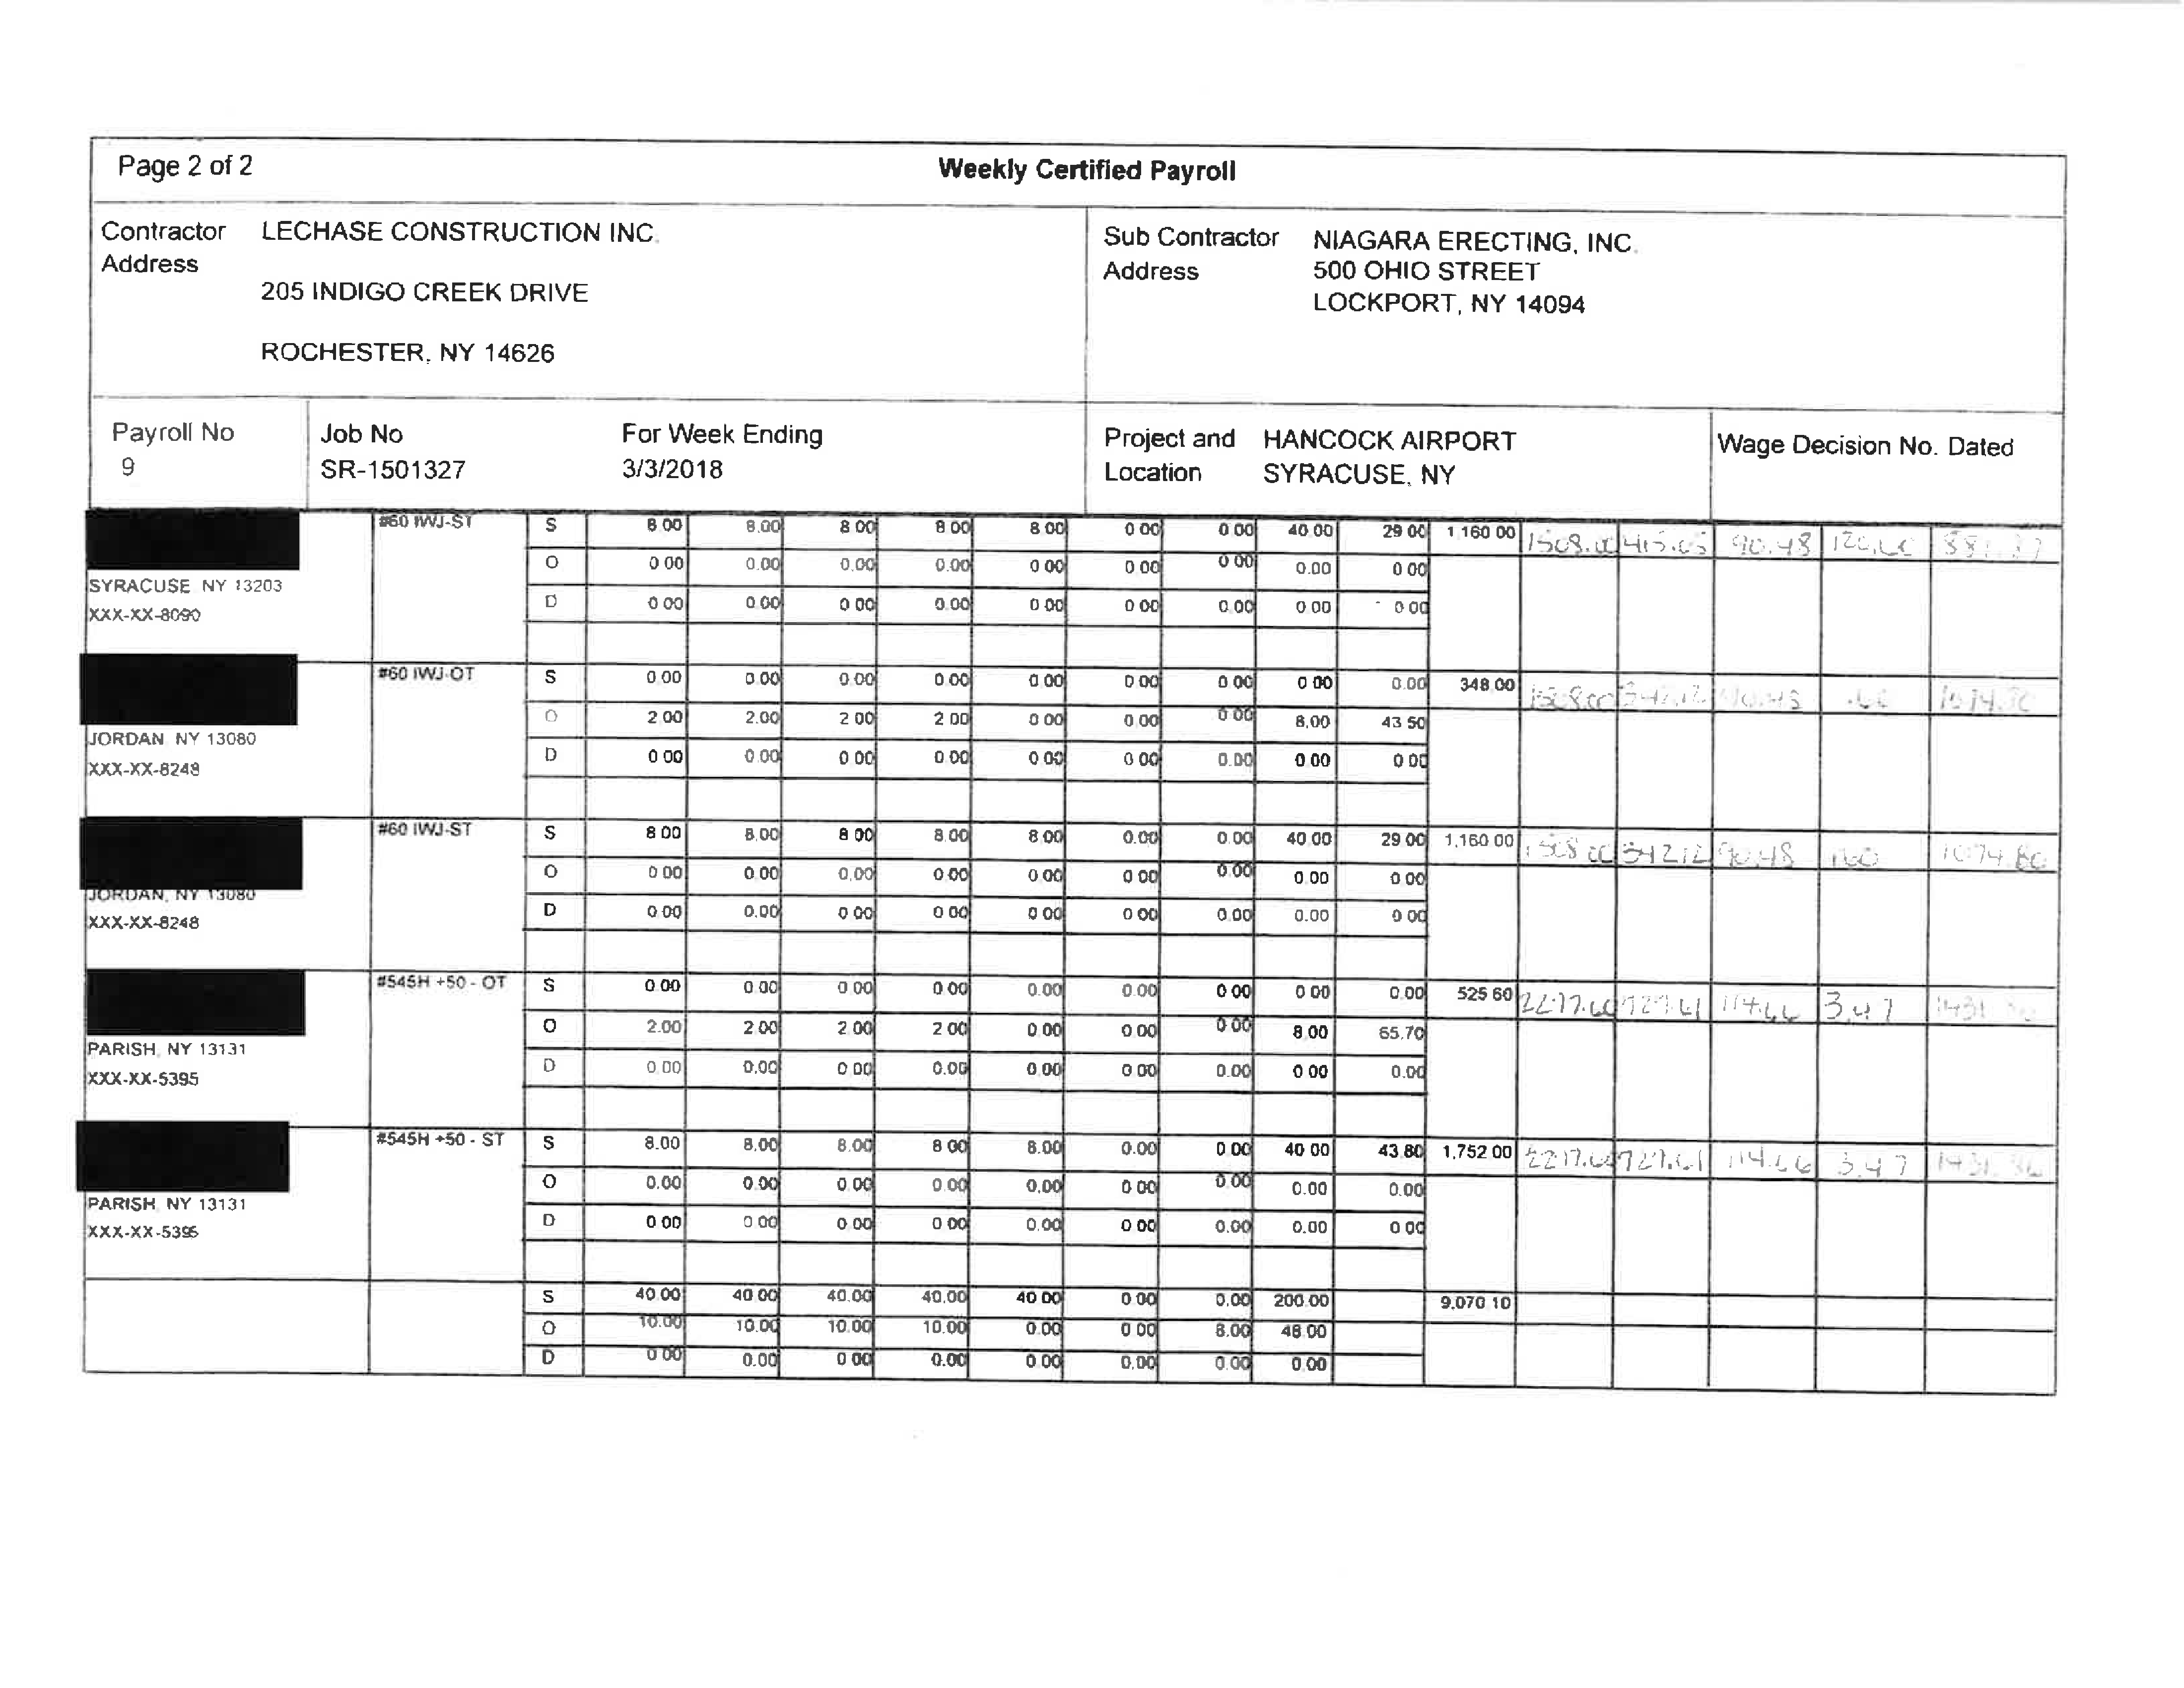 Page 2 of 2
Weekly Certified Payroll
Contractor LECHASE CONSTRUCTION INC.
Address
205 INDIGO CREEK DRIVE
ROCHESTER, NY 14626
Sub Contractor NIAGARA ERECTING, INC.
Address 500 OHIO STREET
LOCKPORT, NY 14094
Payroll No
9
Job No
SR-1501327
For Week Ending
3/3/2018
Project and HANCOCK AIRPORT
Location SYRACUSE, NY
Wage Decision No. Dated
#60 IWJ-ST S 8 00 8.00 8 00 8 00 8 00 0 00 0 00 40 00 29 00 1,160 00 1508.00 415.65 90.48 120.60
O 0 00 0.00 0.00 0.00 0 00 0 00 0 00 0.00 0 00
SYRACUSE NY 13203
XXX-XX-8090
D 0 00 0.00 0 00 0.00 0 00 0 00 0.00 0 00 0 00
#60 IWJ-OT S 0 00 0 00 0.00 0 00 0 00 0 00 0 00 0 00 0.00 348.00 1508.00 342.12 90.48 .60 1074.80
O 2 00 2.00 2 00 2 00 0 00 0 00 0 00 8.00 43 50
JORDAN NY 13080
XXX-XX-8248
D 0 00 0.00 0 00 0 00 0 00 0 00 0.00 0 00 0 00
#60 IWJ-ST S 8 00 8.00 8 00 8.00 8 00 0.00 0.00 40 00 29 00 1,160 00 1508 00 342.12 90.48 .60 1074.80
O 0 00 0 00 0.00 0 00 0 00 0 00 0 00 0 00 0 00
JORDAN, NY 13080
XXX-XX-8248
D 0 00 0.00 0 00 0 00 0 00 0 00 0.00 0.00 0 00
#545H +50 - OT S 0 00 0 00 0 00 0 00 0.00 0.00 0 00 0 00 0.00 525 60 2277.60 727.61 114.66 3.47
O 2.00 2 00 2.00 2 00 0 00 0 00 0 00 8 00 65.70
PARISH, NY 13131
XXX-XX-5395
D 0 00 0.00 0 00 0.00 0 00 0 00 0.00 0 00 0.00
#545H +50 - ST S 8.00 8.00 8.00 8 00 8.00 0.00 0 00 40 00 43.80 1,752 00 2277.60 727.61 114.66 3.47
O 0.00 0 00 0 00 0.00 0.00 0 00 0.00 0.00 0.00
PARISH NY 13131
XXX-XX-5395
D 0 00 0 00 0.00 0 00 0.00 0 00 0.00 0.00 0 00
S 40 00 40 00 40.00 40.00 40 00 0 00 0.00 200.00 9,070 10
O 10.00 10.00 10.00 10.00 0.00 0 00 8.00 48 00
D 0 00 0.00 0 00 0.00 0 00 0.00 0.00 0 00